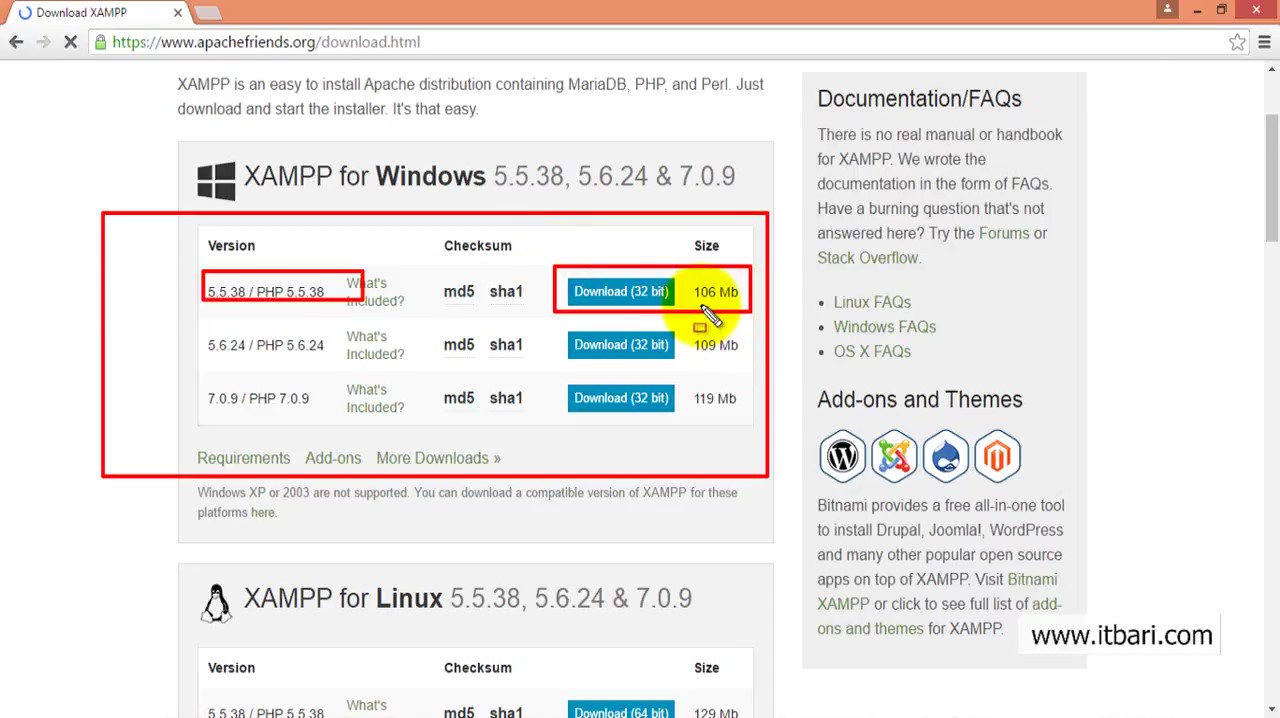 Download XAMPP
https://www.apachefriends.org/download.html
XAMPP is an easy to install Apache distribution containing MariaDB, PHP, and Perl. Just
download and start the installer. It's that easy.
XAMPP for Windows 5.5.38, 5.6.24 & 7.0.9
Version Checksum Size
5.5.38 / PHP 5.5.38 What's Included? md5 sha1 Download (32 bit) 106 Mb
5.6.24 / PHP 5.6.24 What's Included? md5 sha1 Download (32 bit) 109 Mb
7.0.9 / PHP 7.0.9 What's Included? md5 sha1 Download (32 bit) 119 Mb
Requirements Add-ons More Downloads »
Windows XP or 2003 are not supported. You can download a compatible version of XAMPP for these
platforms here.
XAMPP for Linux 5.5.38, 5.6.24 & 7.0.9
Version Checksum Size
5.5.38 / PHP 5.5.38 What's md5 sha1 Download (64 bit) 129 Mb
Documentation/FAQs
There is no real manual or handbook
for XAMPP. We wrote the
documentation in the form of FAQs.
Have a burning question that's not
answered here? Try the Forums or
Stack Overflow.
• Linux FAQs
• Windows FAQs
• OS X FAQs
Add-ons and Themes
Bitnami provides a free all-in-one tool
to install Drupal, Joomla!, WordPress
and many other popular open source
apps on top of XAMPP. Visit Bitnami
XAMPP or click to see full list of add-
ons and themes for XAMPP.
www.itbari.com